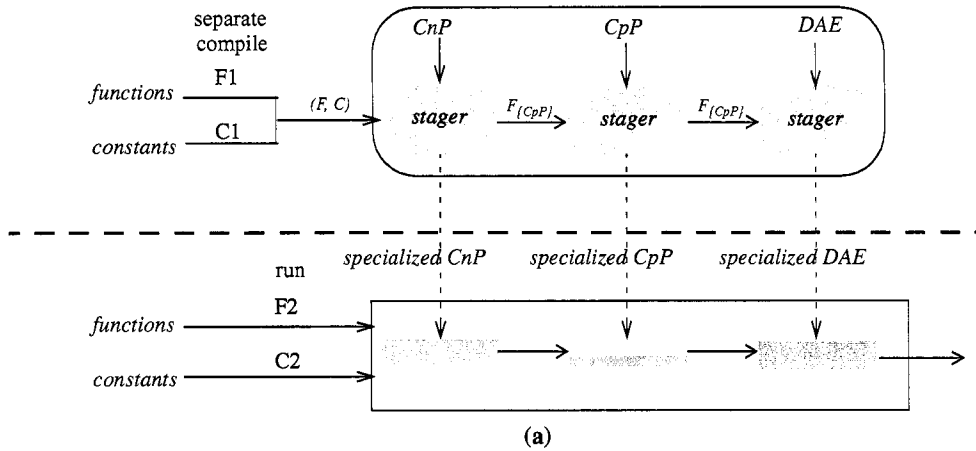 separate
compile
CnP
CpP
DAE
F1
functions
(F, C)
stager
F{CpP}
stager
F{CpP}
stager
C1
constants
specialized CnP
specialized CpP
specialized DAE
run
F2
functions
C2
constants
(a)